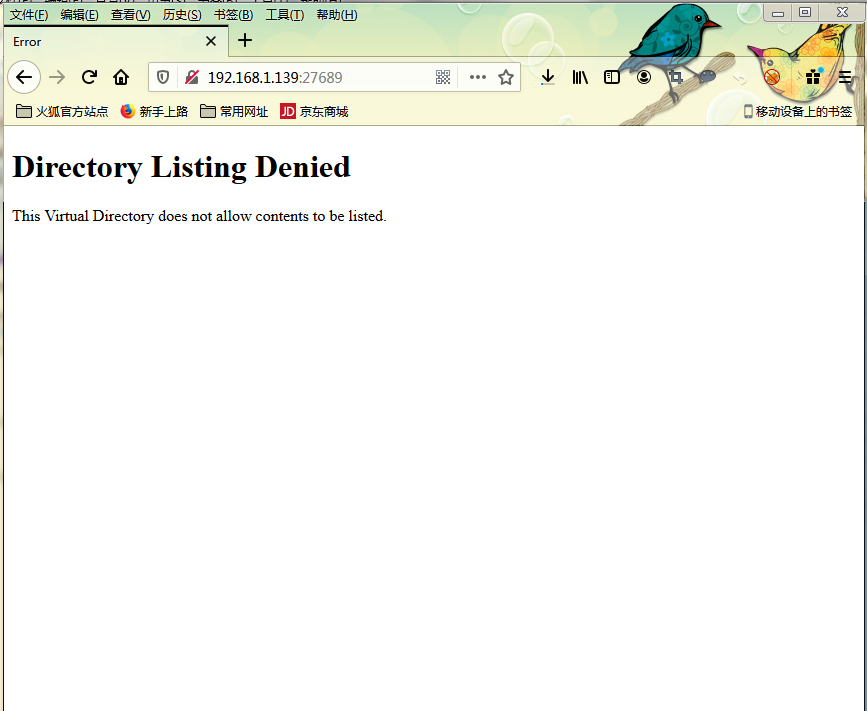 文件(F) 编辑(E) 查看(V) 历史(S) 书签(B) 工具(T) 帮助(H)
Error
192.168.1.139:27689
火狐官方站点 新手上路 常用网址 JD 京东商城 移动设备上的书签
Directory Listing Denied
This Virtual Directory does not allow contents to be listed.